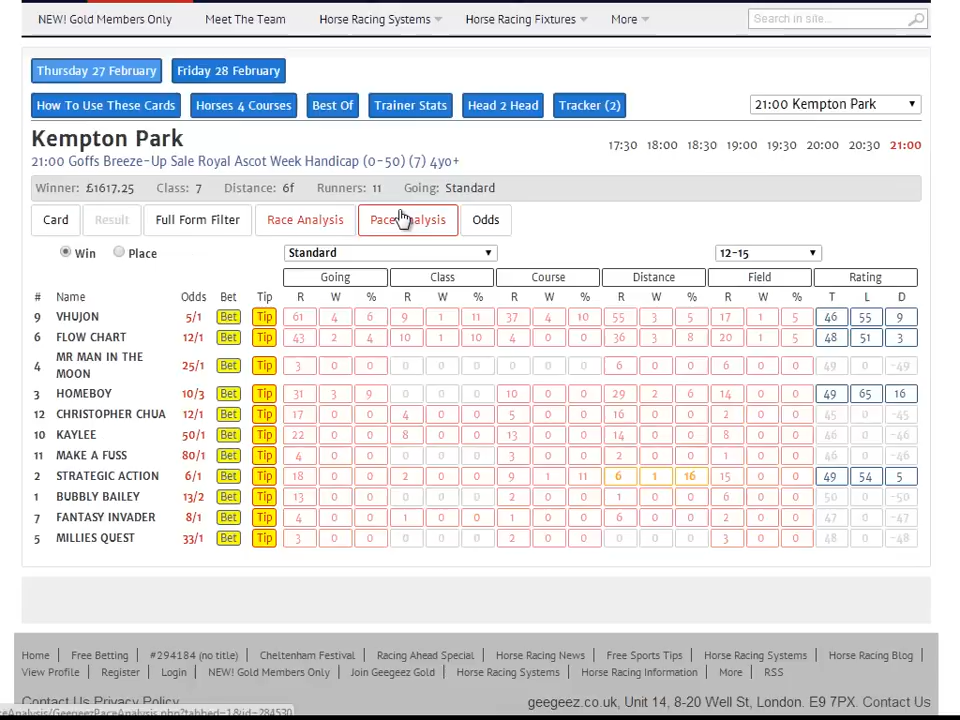 NEW! Gold Members Only Meet The Team Horse Racing Systems Horse Racing Fixtures More Search in site...
Thursday 27 February Friday 28 February
How To Use These Cards Horses 4 Courses Best Of Trainer Stats Head 2 Head Tracker (2) 21:00 Kempton Park
Kempton Park
17:30 18:00 18:30 19:00 19:30 20:00 20:30 21:00
21:00 Goffs Breeze-Up Sale Royal Ascot Week Handicap (0-50) (7) 4yo+
Winner: £1617.25 Class: 7 Distance: 6f Runners: 11 Going: Standard
Card Result Full Form Filter Race Analysis Pace Analysis Odds
Win Place Standard 12-15
Going Class Course Distance Field Rating
# Name Odds Bet Tip R W % R W % R W % R W % R W % T L D
9 VHUJON 5/1 Bet Tip 61 4 6 9 1 11 37 4 10 55 3 5 17 1 5 46 55 9
6 FLOW CHART 12/1 Bet Tip 43 2 4 10 1 10 4 0 0 36 3 8 20 1 5 48 51 3
4 MR MAN IN THE MOON 25/1 Bet Tip 3 0 0 0 0 0 0 0 0 6 0 0 6 0 0 49 0 -49
3 HOMEBOY 10/3 Bet Tip 31 3 9 0 0 0 10 0 0 29 2 6 14 0 0 49 65 16
12 CHRISTOPHER CHUA 12/1 Bet Tip 17 0 0 4 0 0 5 0 0 16 0 0 2 0 0 45 0 -45
10 KAYLEE 50/1 Bet Tip 22 0 0 8 0 0 13 0 0 14 0 0 8 0 0 46 0 -46
11 MAKE A FUSS 80/1 Bet Tip 4 0 0 0 0 0 3 0 0 2 0 0 1 0 0 46 0 -46
2 STRATEGIC ACTION 6/1 Bet Tip 18 0 0 2 0 0 9 1 11 6 1 16 15 0 0 49 54 5
1 BUBBLY BAILEY 13/2 Bet Tip 13 0 0 0 0 0 2 0 0 1 0 0 6 0 0 50 0 -50
7 FANTASY INVADER 8/1 Bet Tip 4 0 0 1 0 0 1 0 0 6 0 0 2 0 0 47 0 -47
5 MILLIES QUEST 33/1 Bet Tip 3 0 0 0 0 0 2 0 0 0 0 0 3 0 0 48 0 -48
Home Free Betting #294184 (no title) Cheltenham Festival Racing Ahead Special Horse Racing News Free Sports Tips Horse Racing Systems Horse Racing Blog
View Profile Register Login NEW! Gold Members Only Join Geegeez Gold Horse Racing Systems Horse Racing Information More RSS
Contact Us Privacy Policy geegeez.co.uk, Unit 14, 8-20 Well St, London. E9 7PX. Contact Us